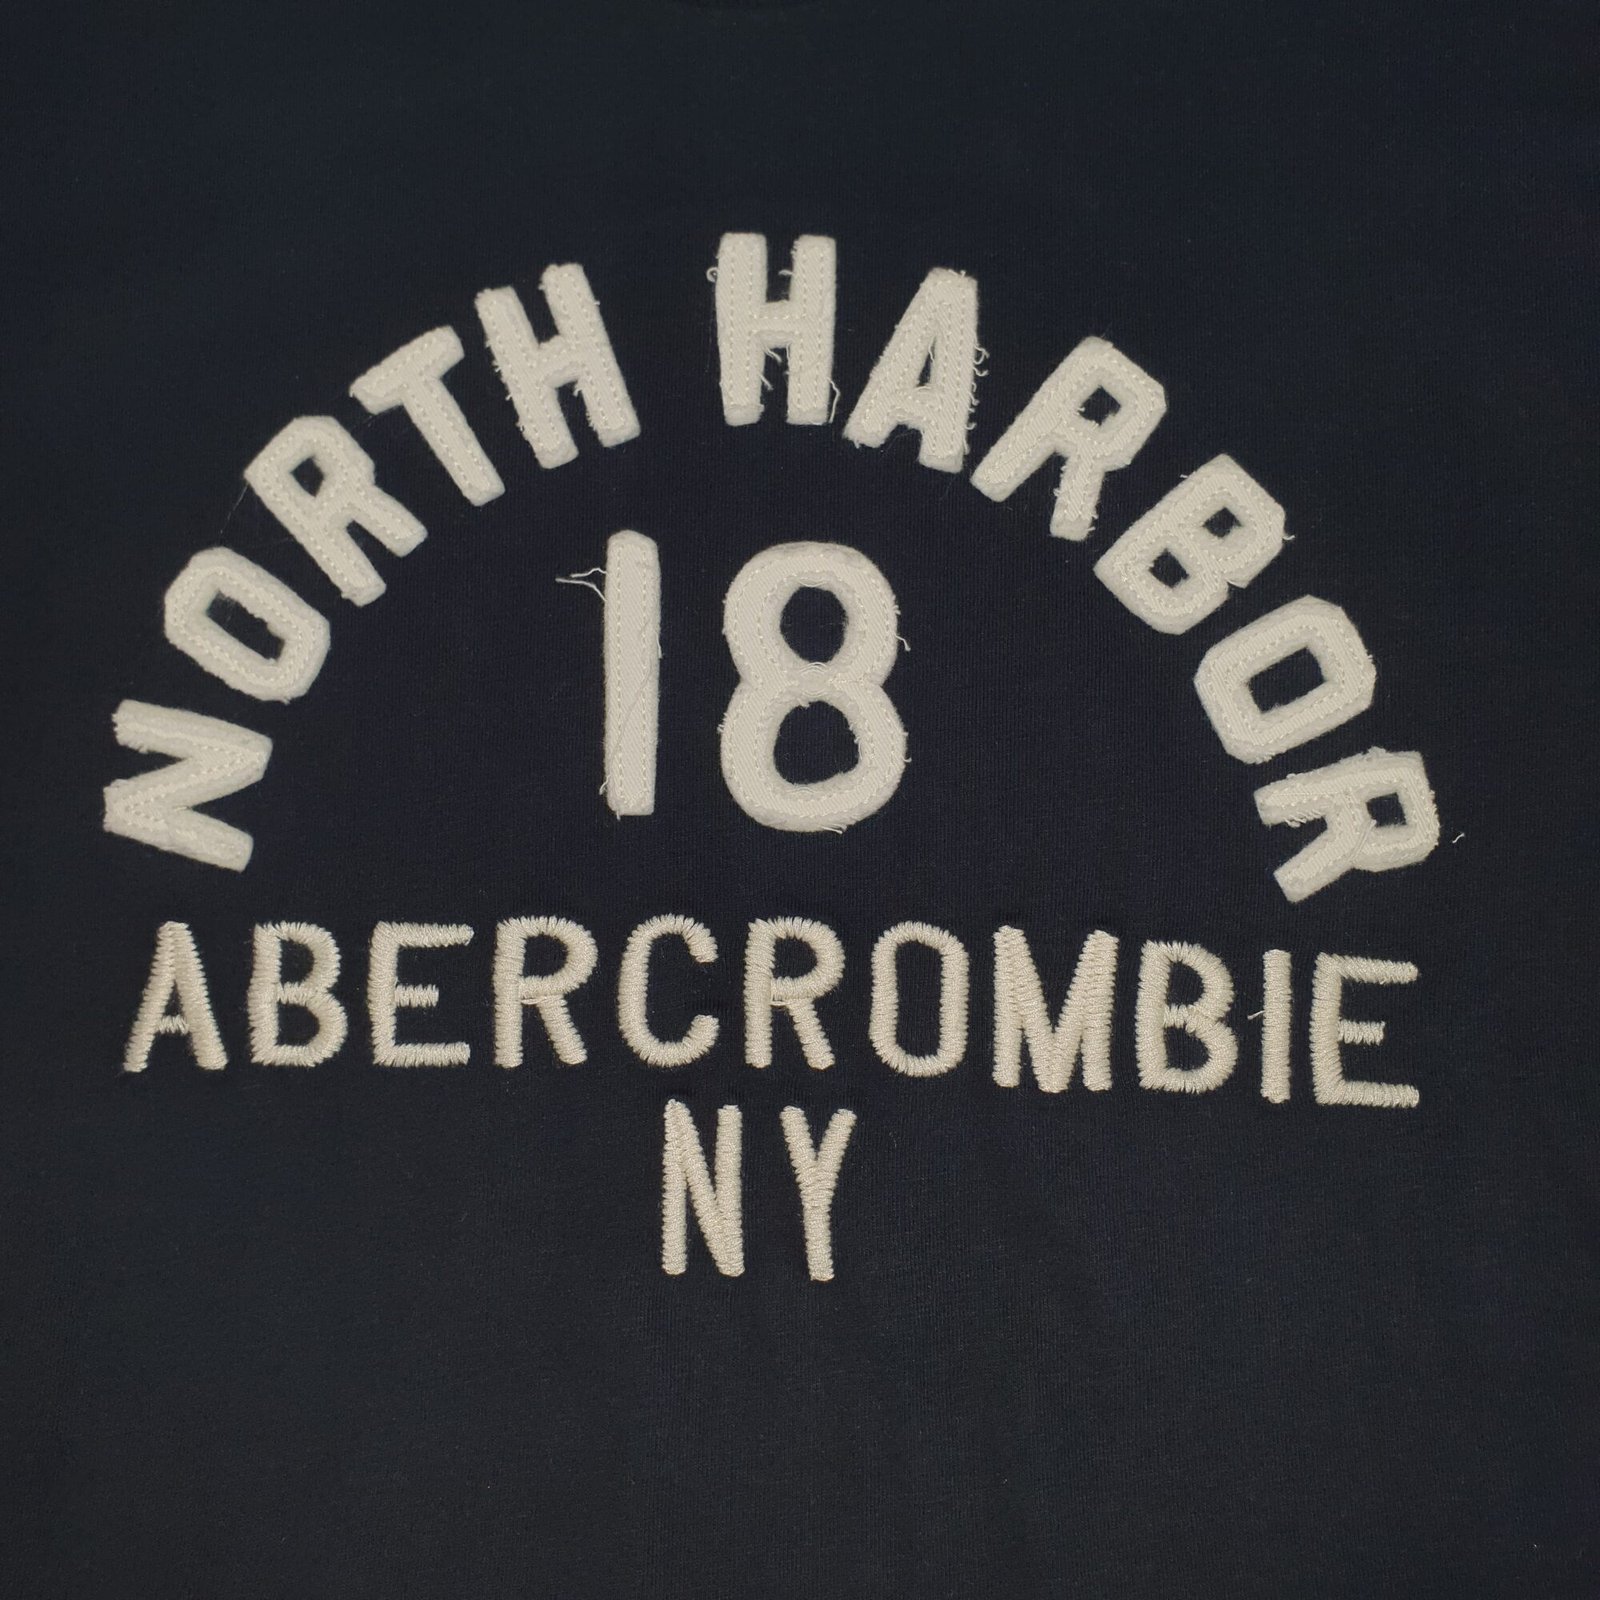 NORTH HARBOR
18
ABERCROMBIE
NY